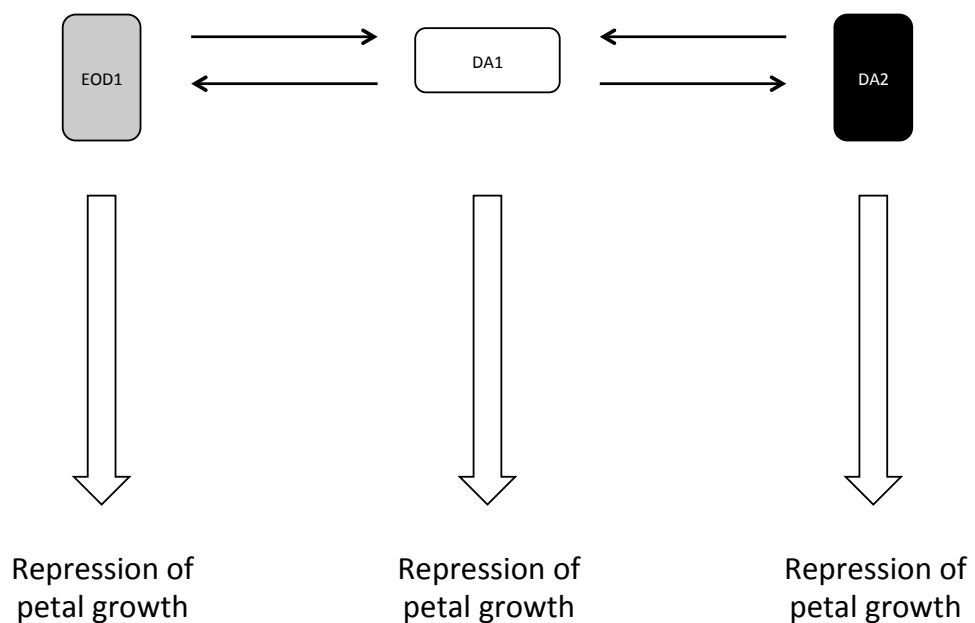 EOD1
DA1
DA2
Repression of
petal growth
Repression of
petal growth
Repression of
petal growth